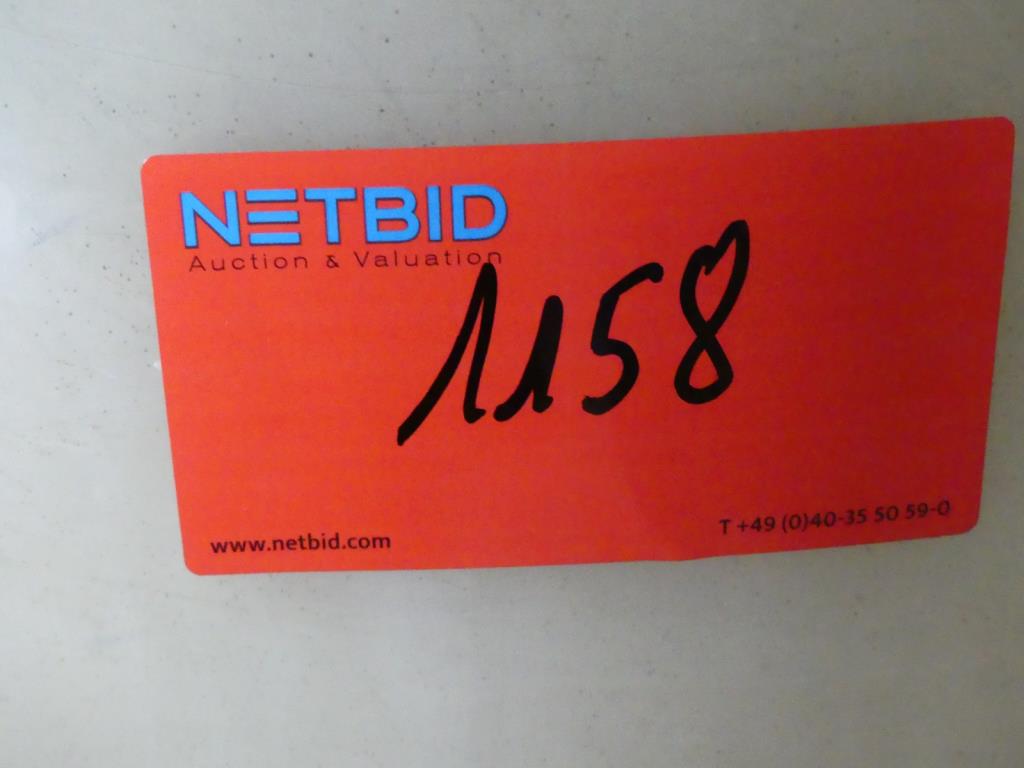 NETBID
Auction & Valuation
1158
www.netbid.com
T +49 (0)40-35 50 59-0